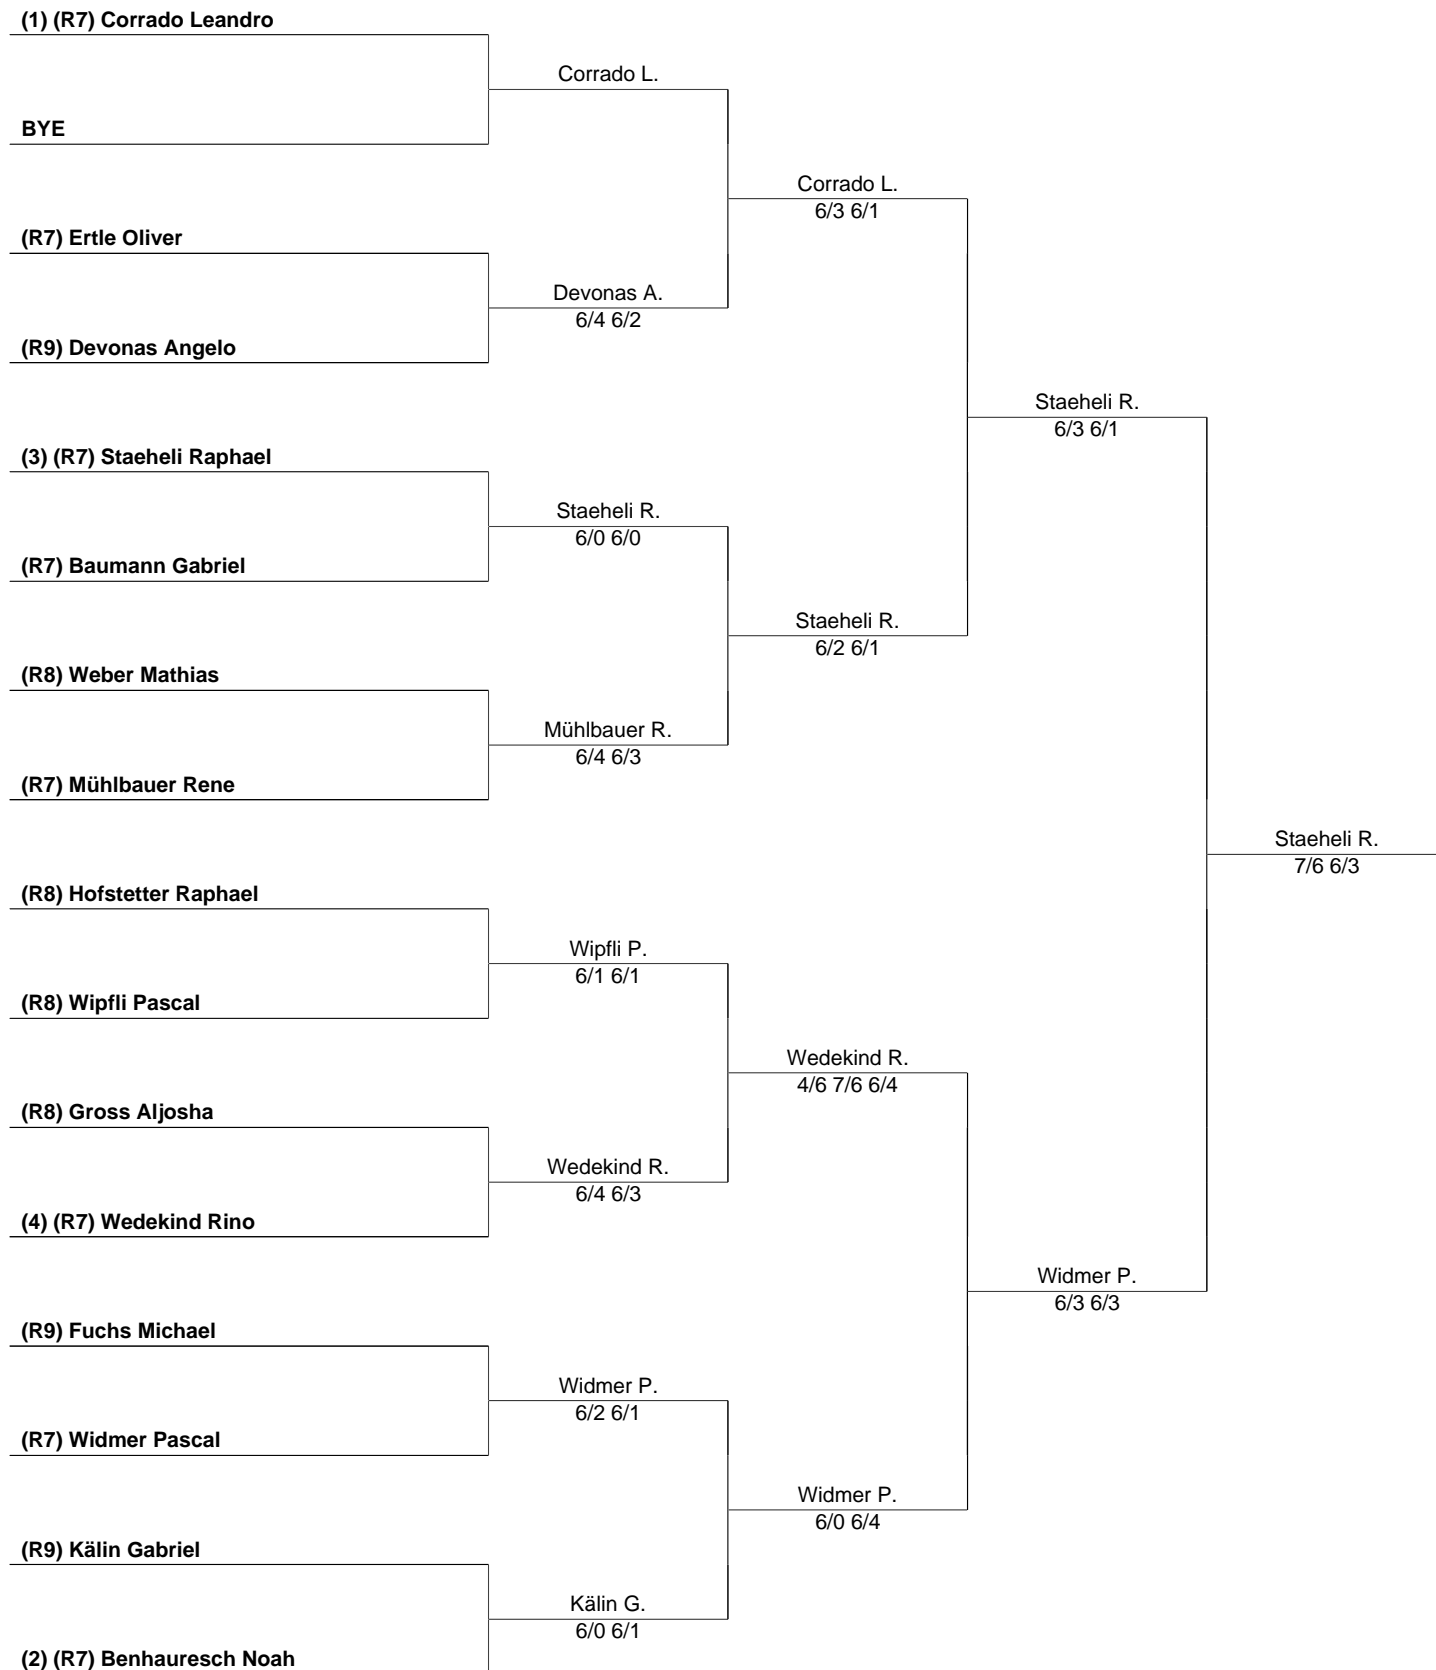 (1) (R7) Corrado Leandro
Corrado L.
BYE
Corrado L.
6/3 6/1
(R7) Ertle Oliver
Devonas A.
6/4 6/2
(R9) Devonas Angelo
Staeheli R.
6/3 6/1
(3) (R7) Staeheli Raphael
Staeheli R.
6/0 6/0
(R7) Baumann Gabriel
Staeheli R.
6/2 6/1
(R8) Weber Mathias
Mühlbauer R.
6/4 6/3
(R7) Mühlbauer Rene
Staeheli R.
7/6 6/3
(R8) Hofstetter Raphael
Wipfli P.
6/1 6/1
(R8) Wipfli Pascal
Wedekind R.
4/6 7/6 6/4
(R8) Gross Aljosha
Wedekind R.
6/4 6/3
(4) (R7) Wedekind Rino
Widmer P.
6/3 6/3
(R9) Fuchs Michael
Widmer P.
6/2 6/1
(R7) Widmer Pascal
Widmer P.
6/0 6/4
(R9) Kälin Gabriel
Kälin G.
6/0 6/1
(2) (R7) Benhauresch Noah